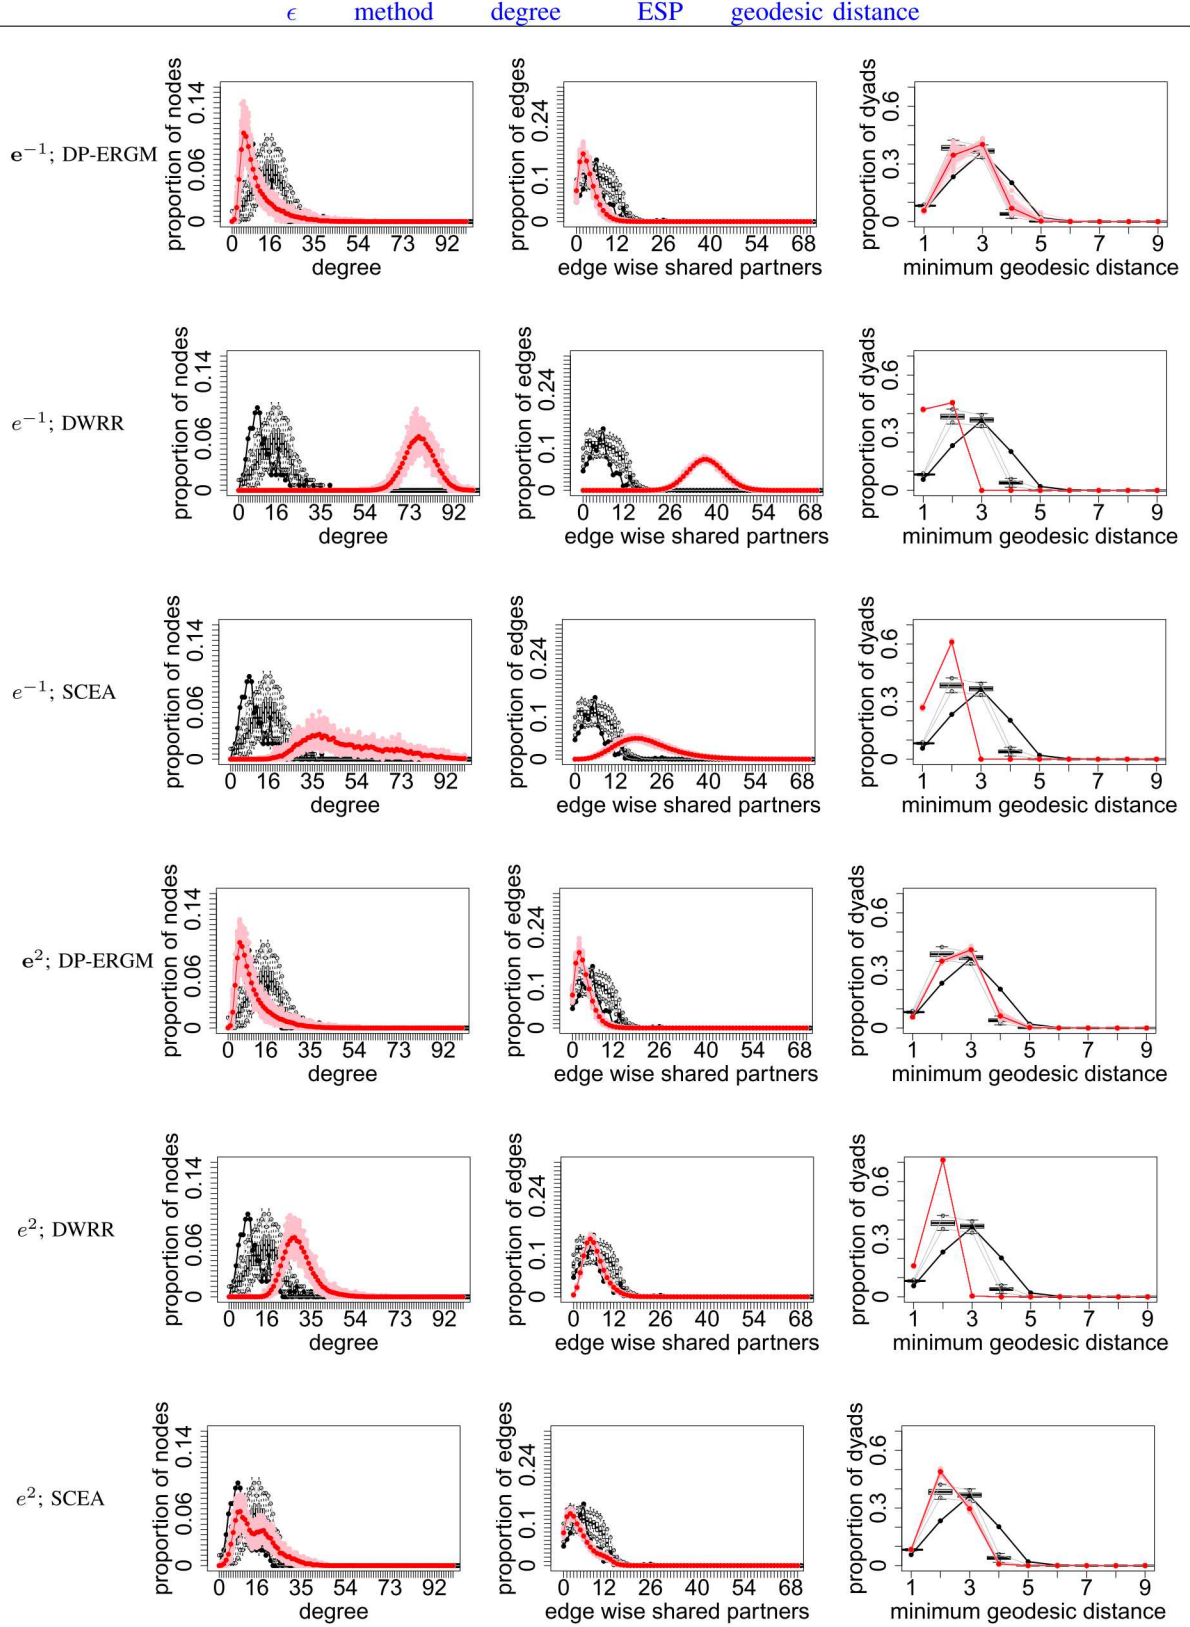 ϵ method degree ESP geodesic distance
e⁻¹; DP-ERGM
proportion of nodes
0 0.06 0.14
0 16 35 54 73 92
degree
proportion of edges
0 0.1 0.24
0 12 26 40 54 68
edge wise shared partners
proportion of dyads
0 0.3 0.6
1 3 5 7 9
minimum geodesic distance
e⁻¹; DWRR
proportion of nodes
0 0.06 0.14
0 16 35 54 73 92
degree
proportion of edges
0 0.1 0.24
0 12 26 40 54 68
edge wise shared partners
proportion of dyads
0 0.3 0.6
1 3 5 7 9
minimum geodesic distance
e⁻¹; SCEA
proportion of nodes
0 0.06 0.14
0 16 35 54 73 92
degree
proportion of edges
0 0.1 0.24
0 12 26 40 54 68
edge wise shared partners
proportion of dyads
0 0.3 0.6
1 3 5 7 9
minimum geodesic distance
e²; DP-ERGM
proportion of nodes
0 0.06 0.14
0 16 35 54 73 92
degree
proportion of edges
0 0.1 0.24
0 12 26 40 54 68
edge wise shared partners
proportion of dyads
0 0.3 0.6
1 3 5 7 9
minimum geodesic distance
e²; DWRR
proportion of nodes
0 0.06 0.14
0 16 35 54 73 92
degree
proportion of edges
0 0.1 0.24
0 12 26 40 54 68
edge wise shared partners
proportion of dyads
0 0.3 0.6
1 3 5 7 9
minimum geodesic distance
e²; SCEA
proportion of nodes
0 0.06 0.14
0 16 35 54 73 92
degree
proportion of edges
0 0.1 0.24
0 12 26 40 54 68
edge wise shared partners
proportion of dyads
0 0.3 0.6
1 3 5 7 9
minimum geodesic distance